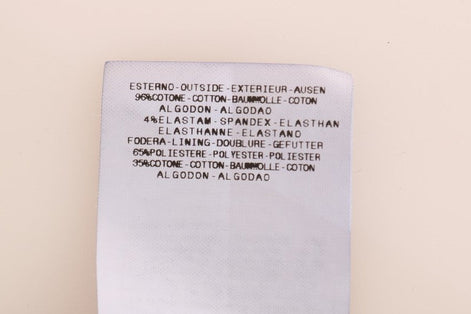 ESTERNO-OUTSIDE-EXTERIEUR-AUSEN
96%COTONE-COTTON-BAUMWOLLE-COTON
ALGODON-ALGODAO
4%ELASTAM-SPANDEX-ELASTHAN
ELASTHANNE-ELASTANO
FODERA-LINING-DOUBLURE-GEFUTTER
65%POLIESTERE-POLYESTER-POLIESTER
35%COTONE-COTTON-BAUMWOLLE-COTON
ALGODON-ALGODAO